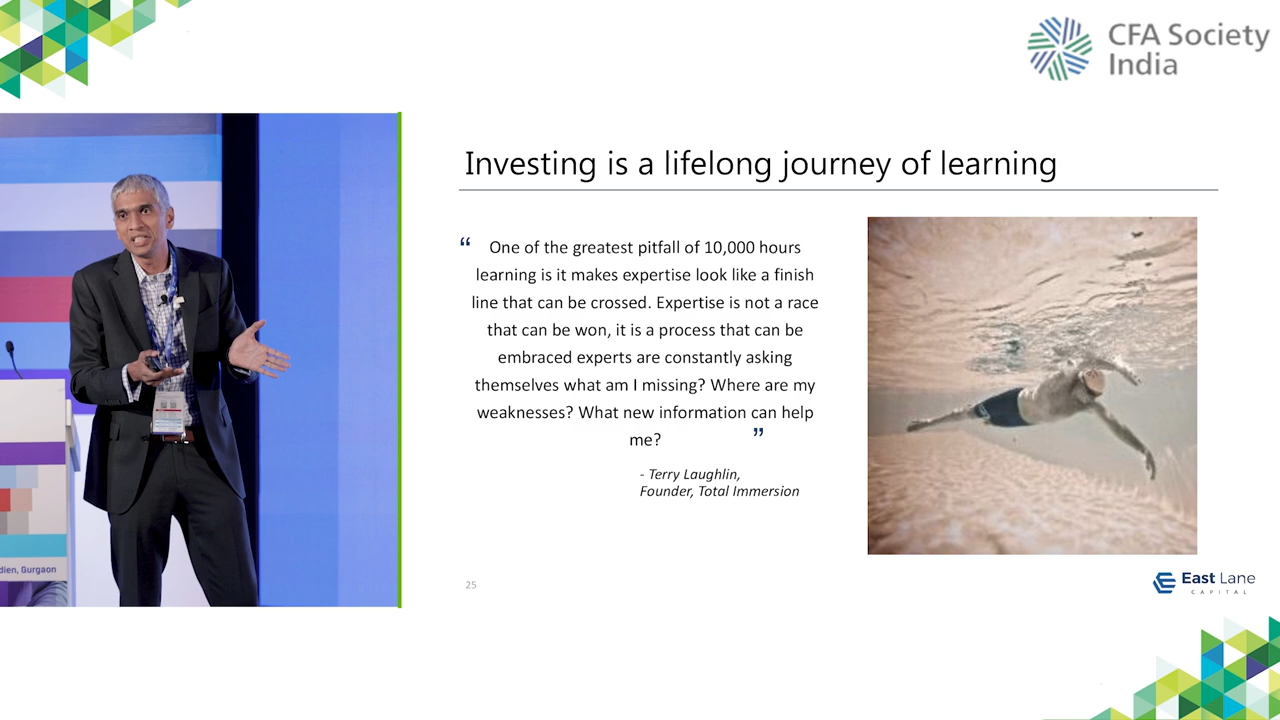 CFA Society
India
Investing is a lifelong journey of learning
“ One of the greatest pitfall of 10,000 hours
learning is it makes expertise look like a finish
line that can be crossed. Expertise is not a race
that can be won, it is a process that can be
embraced experts are constantly asking
themselves what am I missing? Where are my
weaknesses? What new information can help
me? ”
- Terry Laughlin,
Founder, Total Immersion
dien, Gurgaon
25
East Lane
CAPITAL